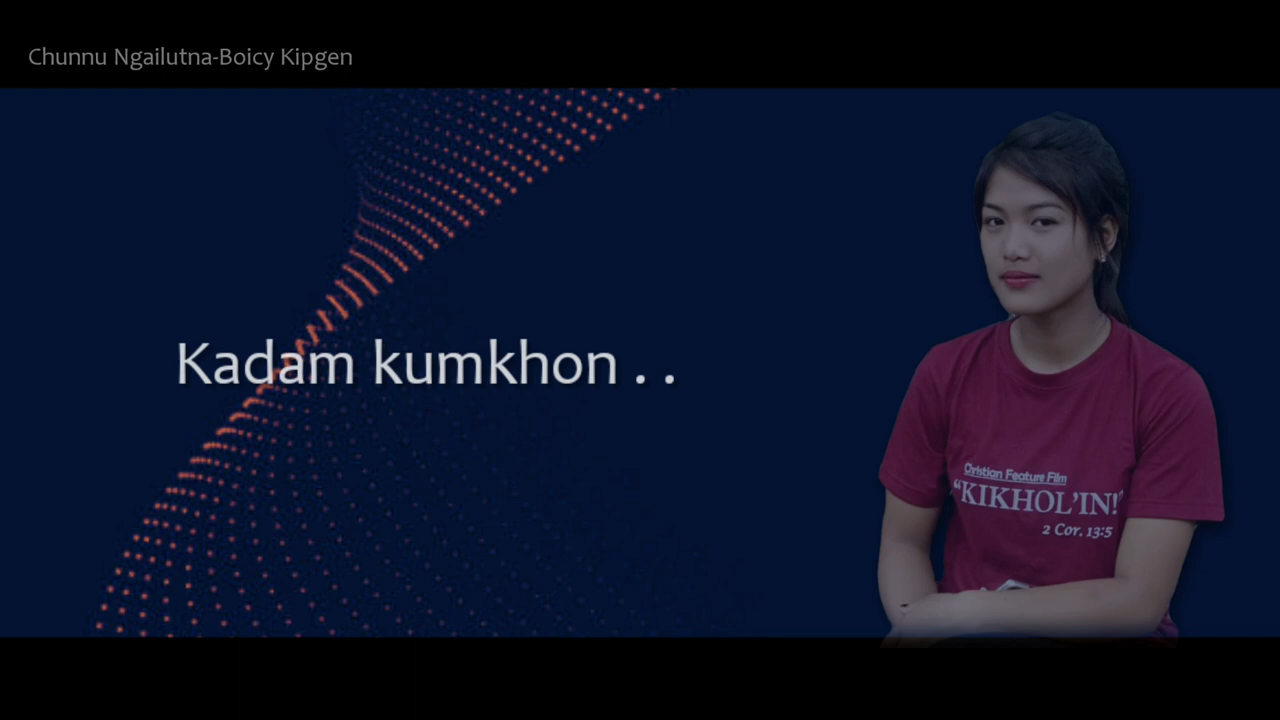 Chunnu Ngailutna-Boicy Kipgen
Kadam kumkhon . .
Christian Feature Film
“KIKHOL’IN!”
2 Cor. 13:5